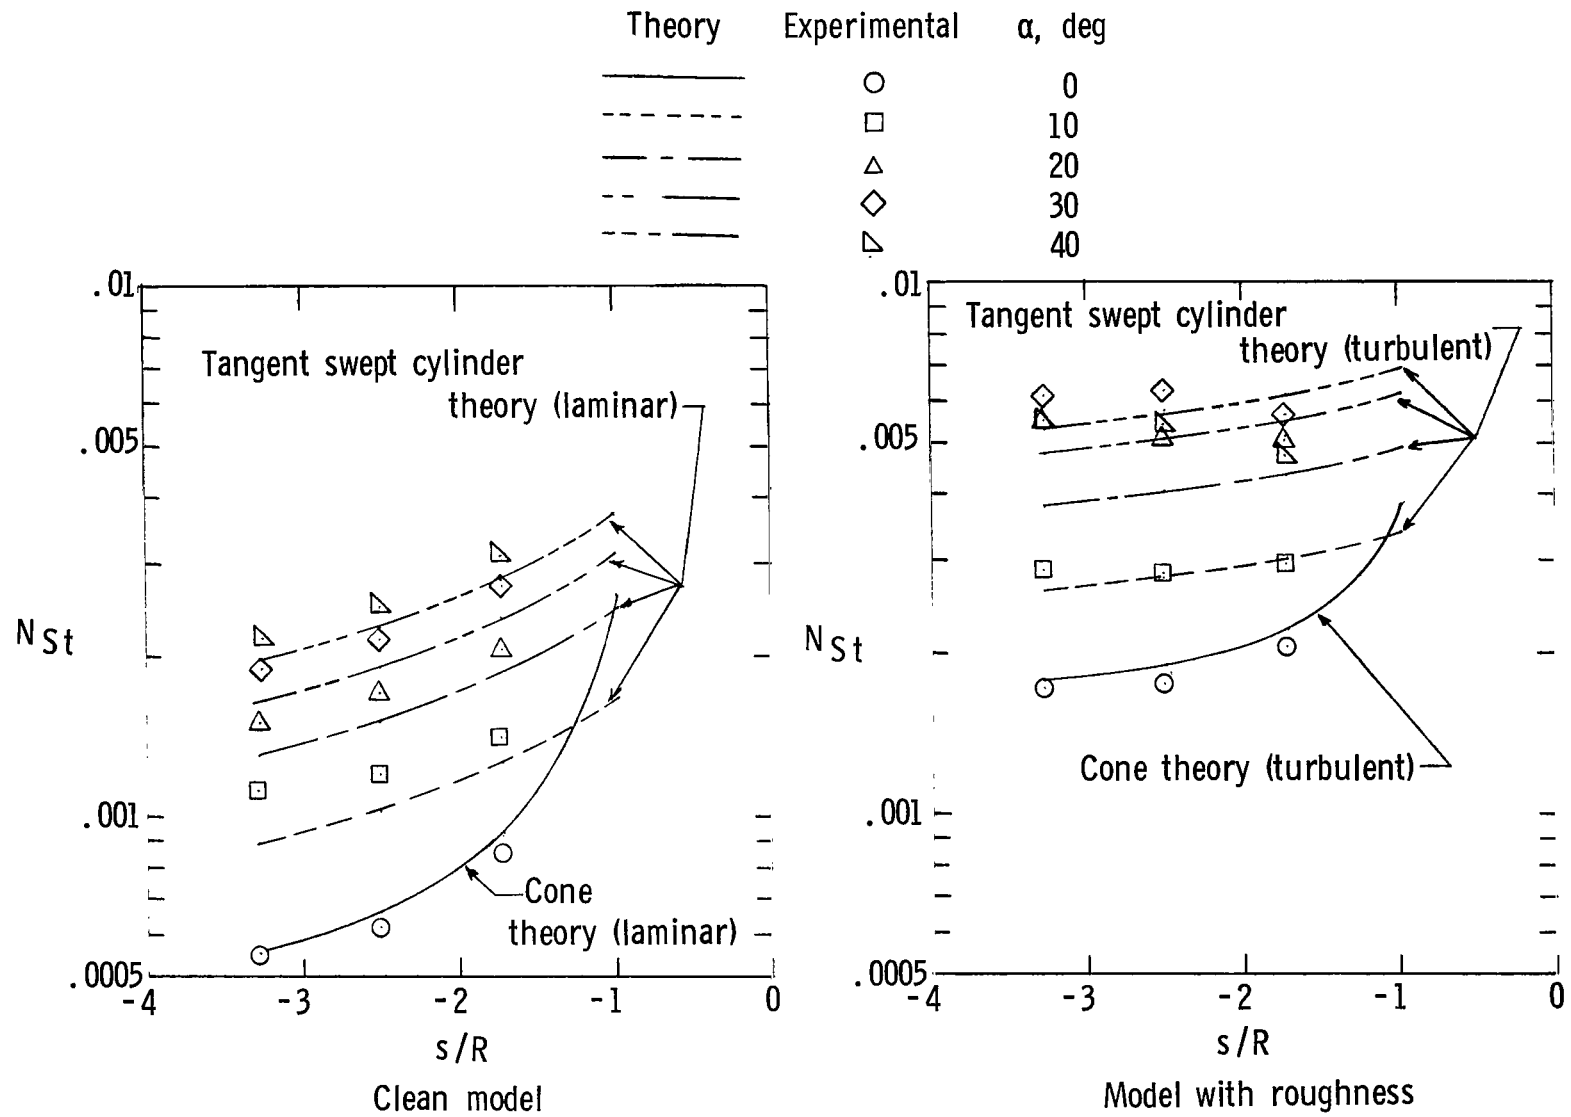 Theory Experimental α, deg
0
10
20
30
40
.01
.005
.001
.0005
N St
Tangent swept cylinder
theory (laminar)
Cone
theory (laminar)
-4 -3 -2 -1 0
s/R
Clean model
.01
.005
.001
.0005
N St
Tangent swept cylinder
theory (turbulent)
Cone theory (turbulent)
-4 -3 -2 -1 0
s/R
Model with roughness